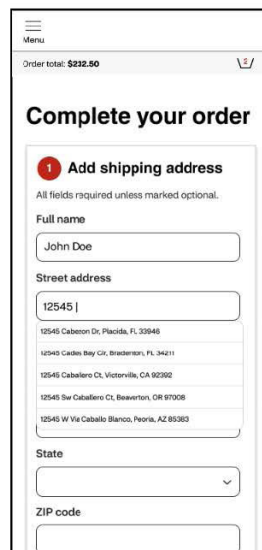 Menu
Order total: $232.50
2
Complete your order
1 Add shipping address
All fields required unless marked optional.
Full name
John Doe
Street address
12545 |
12545 Caberon Dr, Placida, FL 33946
12545 Cades Bay Cir, Bradenton, FL 34211
12545 Caballero Ct, Victorville, CA 92392
12545 Sw Caballero Ct, Beaverton, OR 97008
12545 W Via Caballo Blanco, Peoria, AZ 85383
State
ZIP code